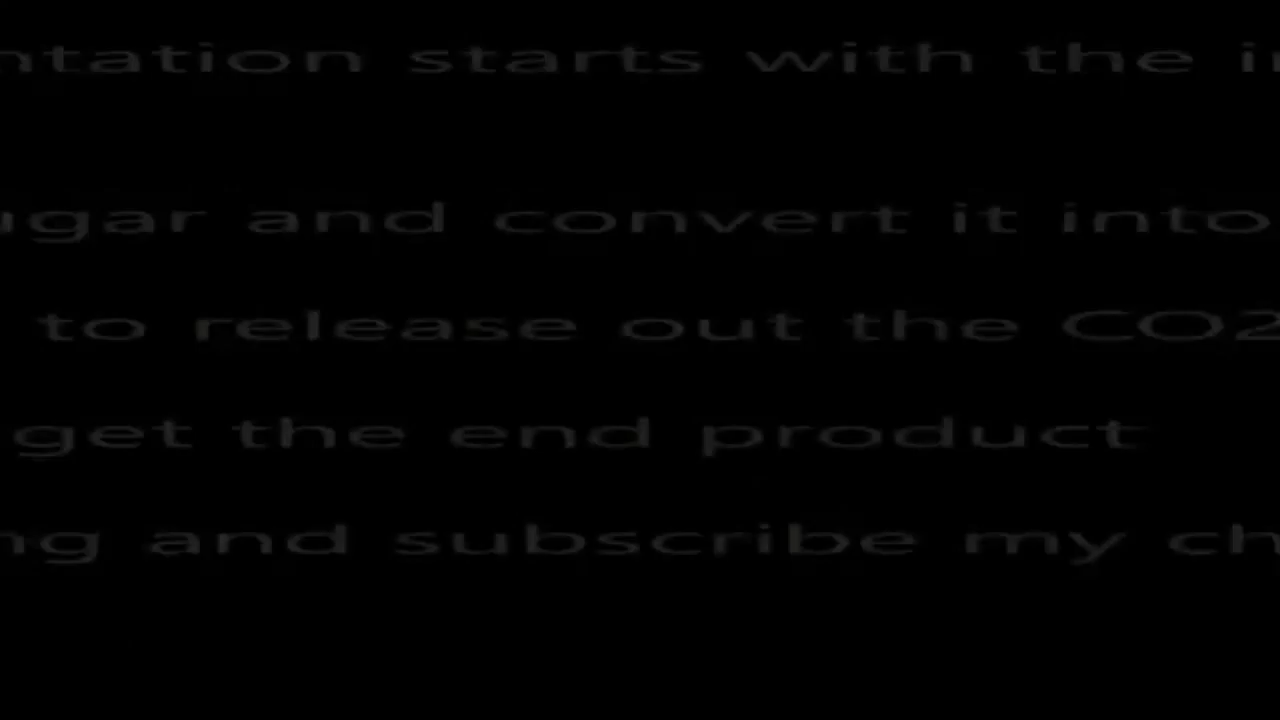 ntation starts with the in
ugar and convert it into
to release out the CO2
get the end product
ng and subscribe my ch